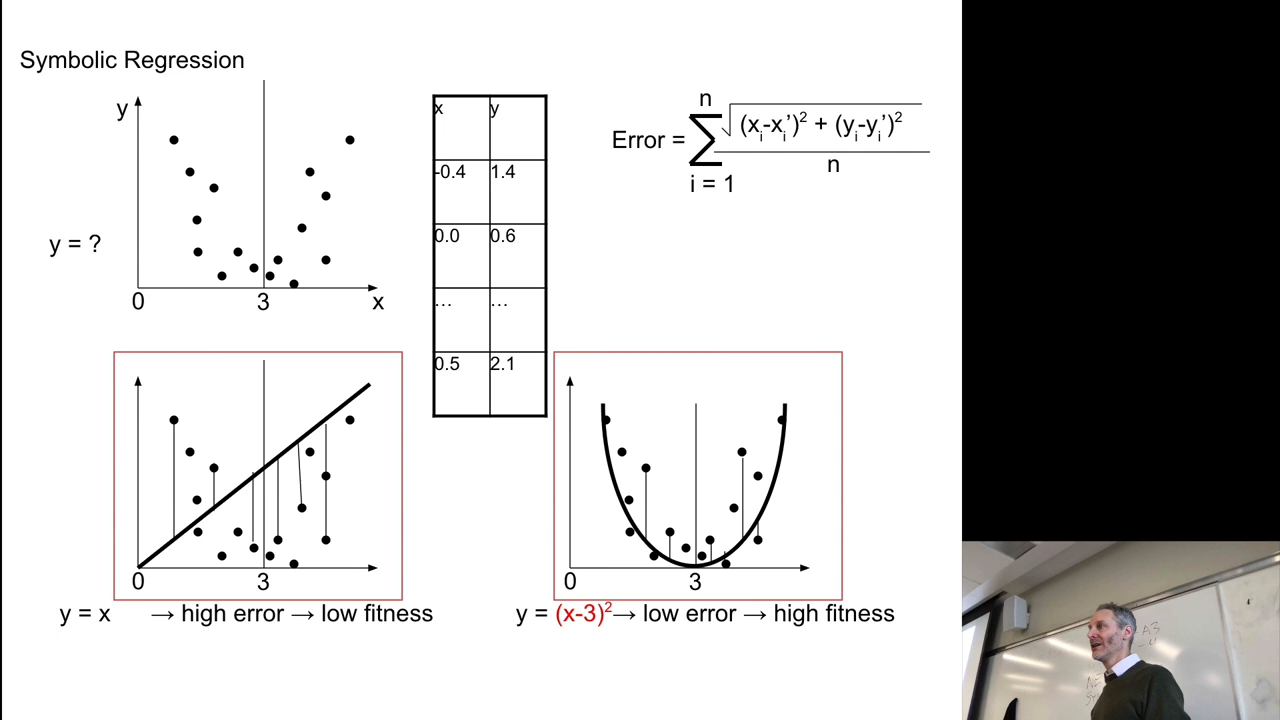 Symbolic Regression
y
y = ?
0 3 x
x y
-0.4 1.4
0.0 0.6
... ...
0.5 2.1
n
Error = ∑ √(xᵢ-xᵢ’)² + (yᵢ-yᵢ’)²
n
i = 1
0 3
y = x → high error → low fitness
0 3
y = (x-3)²→ low error → high fitness
A3